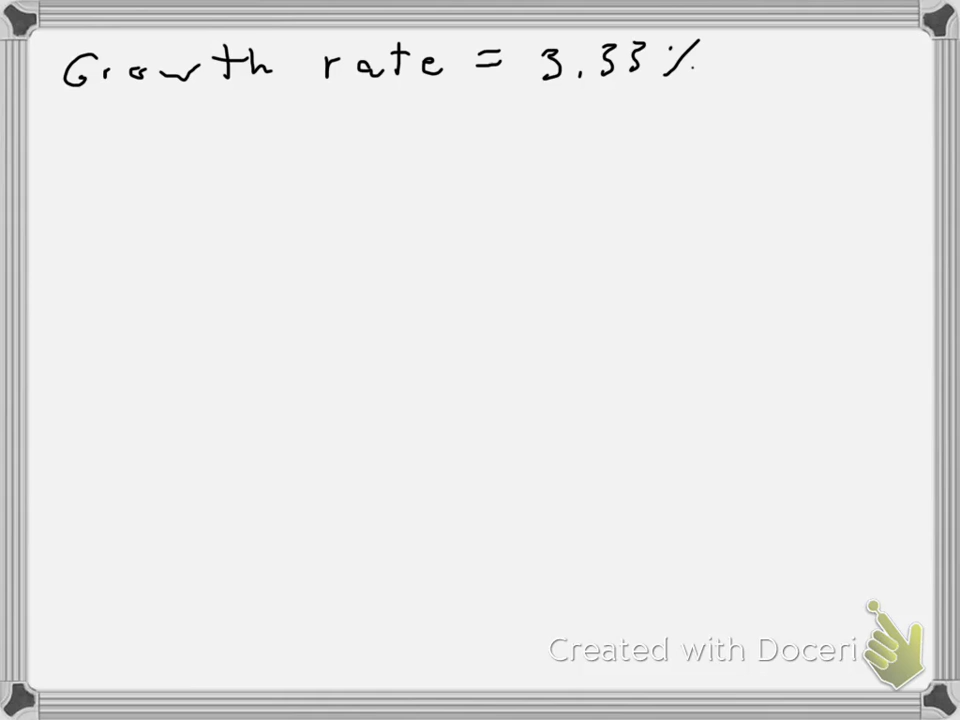 Growth rate = 3.33%
Created with Doceri